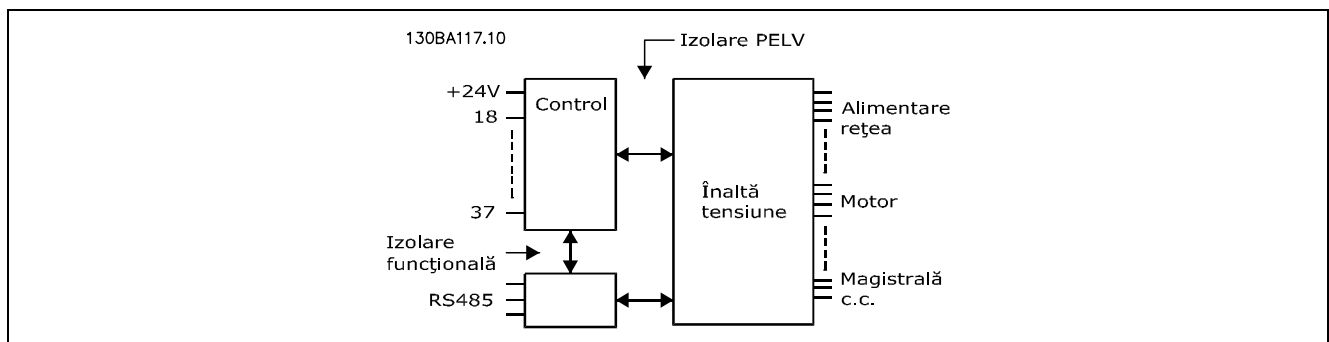 130BA117.10
Izolare PELV
+24V
Control
18
37
Izolare
funcţională
RS485
Înaltă
tensiune
Alimentare
reţea
Motor
Magistrală
c.c.